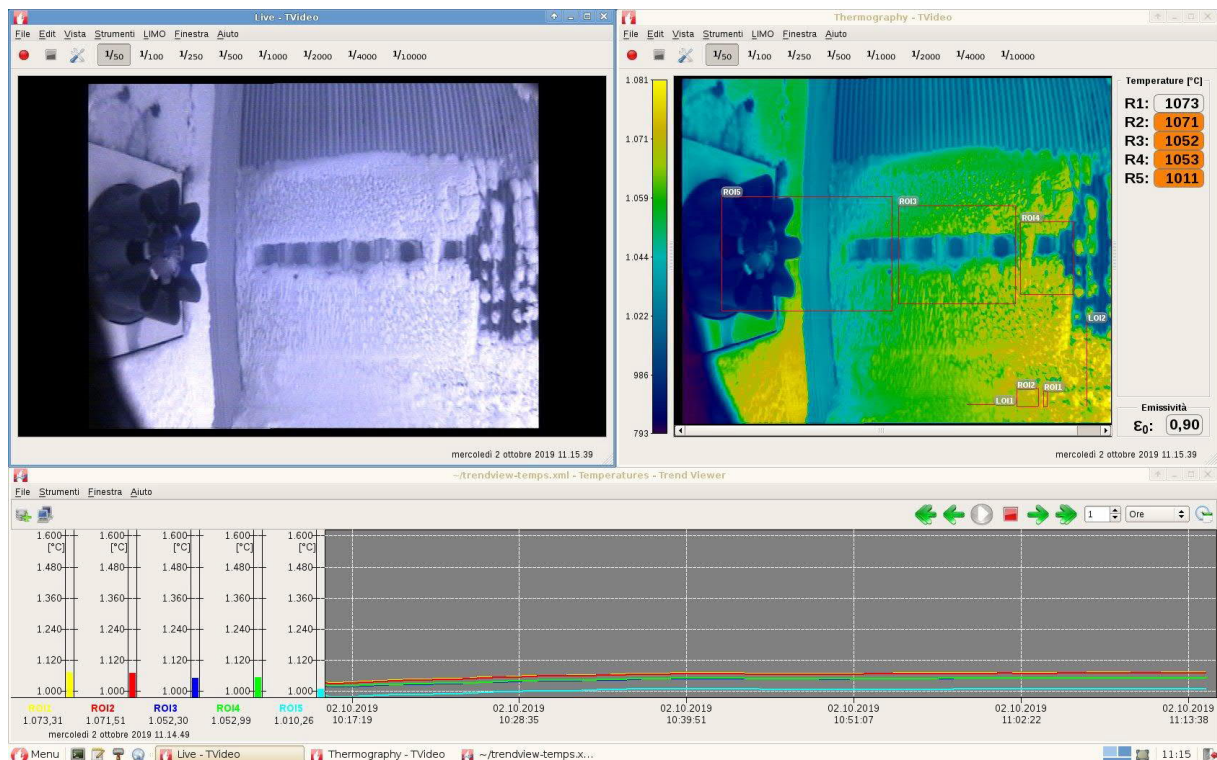 Live - TVideo
File Edit Vista Strumenti LIMO Finestra Aiuto
1/50 1/100 1/250 1/500 1/1000 1/2000 1/4000 1/10000
mercoledì 2 ottobre 2019 11.15.39
Thermography - TVideo
File Edit Vista Strumenti LIMO Finestra Aiuto
1/50 1/100 1/250 1/500 1/1000 1/2000 1/4000 1/10000
1.081
1.071
1.059
1.044
1.022
986
793
ROI5
ROI3
ROI4
LOI2
ROI2 ROI1
LOI1
Temperature [°C]
R1: 1073
R2: 1071
R3: 1052
R4: 1053
R5: 1011
Emissività
ε0: 0,90
mercoledì 2 ottobre 2019 11.15.39
~/trendview-temps.xml - Temperatures - Trend Viewer
File Strumenti Finestra Aiuto
1 Ore
1.600 1.600 1.600 1.600 1.600
[°C] [°C] [°C] [°C] [°C]
1.480 1.480 1.480 1.480 1.480
1.360 1.360 1.360 1.360 1.360
1.240 1.240 1.240 1.240 1.240
1.120 1.120 1.120 1.120 1.120
1.000 1.000 1.000 1.000 1.000
ROI1 ROI2 ROI3 ROI4 ROI5
1.073,31 1.071,51 1.052,30 1.052,99 1.010,26
02.10.2019 02.10.2019 02.10.2019 02.10.2019 02.10.2019 02.10.2019
10:17:19 10:28:35 10:39:51 10:51:07 11:02:22 11:13:38
mercoledì 2 ottobre 2019 11.14.49
Menu Live - TVideo Thermography - TVideo ~/trendview-temps.x... 11:15